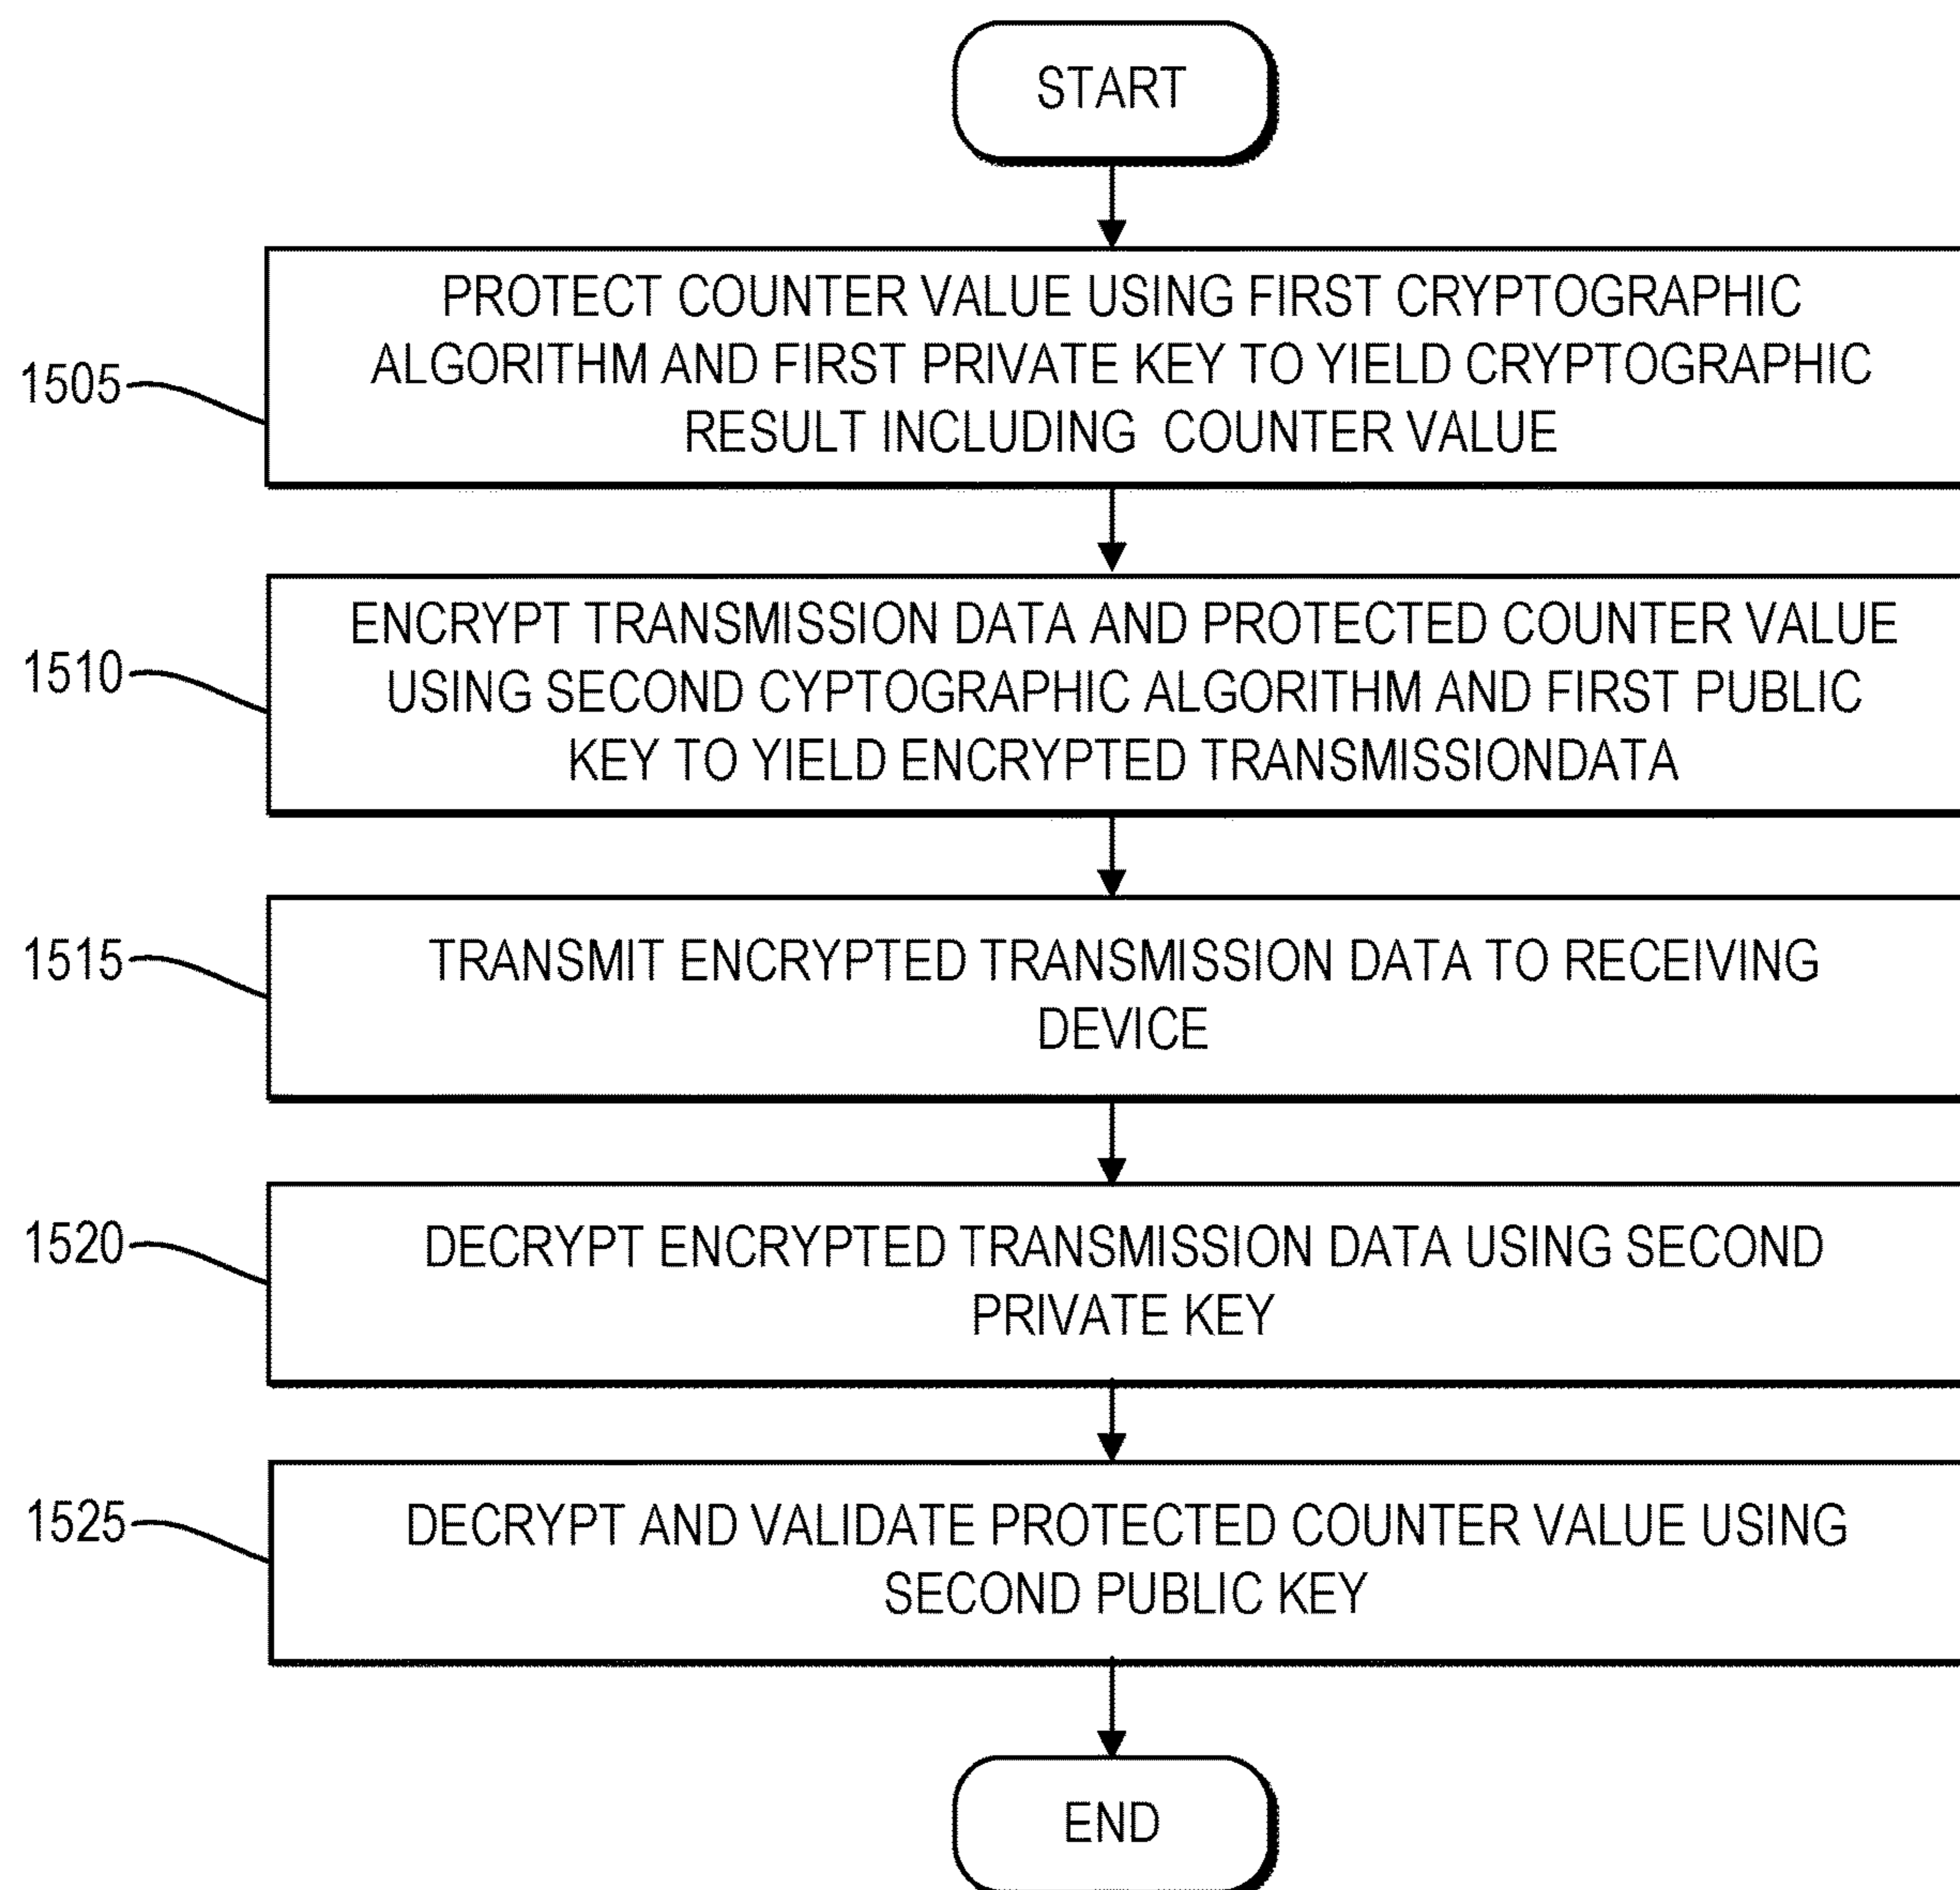 START
1505
PROTECT COUNTER VALUE USING FIRST CRYPTOGRAPHIC
ALGORITHM AND FIRST PRIVATE KEY TO YIELD CRYPTOGRAPHIC
RESULT INCLUDING COUNTER VALUE
1510
ENCRYPT TRANSMISSION DATA AND PROTECTED COUNTER VALUE
USING SECOND CYPTOGRAPHIC ALGORITHM AND FIRST PUBLIC
KEY TO YIELD ENCRYPTED TRANSMISSIONDATA
1515
TRANSMIT ENCRYPTED TRANSMISSION DATA TO RECEIVING
DEVICE
1520
DECRYPT ENCRYPTED TRANSMISSION DATA USING SECOND
PRIVATE KEY
1525
DECRYPT AND VALIDATE PROTECTED COUNTER VALUE USING
SECOND PUBLIC KEY
END